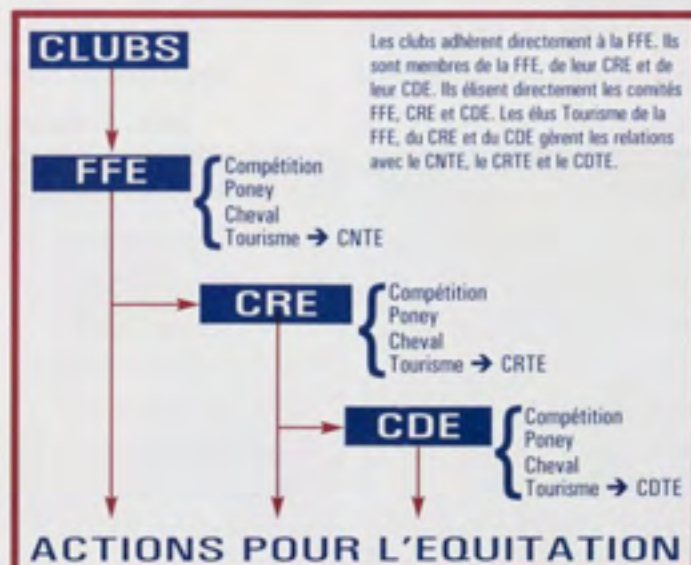 CLUBS
Les clubs adhèrent directement à la FFE. Ils
sont membres de la FFE, de leur CRE et de
leur CDE. Ils élisent directement les comités
FFE, CRE et CDE. Les élus Tourisme de la
FFE, du CRE et du CDE gèrent les relations
avec le CNTE, le CRTE et le CDTE.
FFE
Compétition
Poney
Cheval
Tourisme → CNTE
CRE
Compétition
Poney
Cheval
Tourisme → CRTE
CDE
Compétition
Poney
Cheval
Tourisme → CDTE
ACTIONS POUR L'EQUITATION